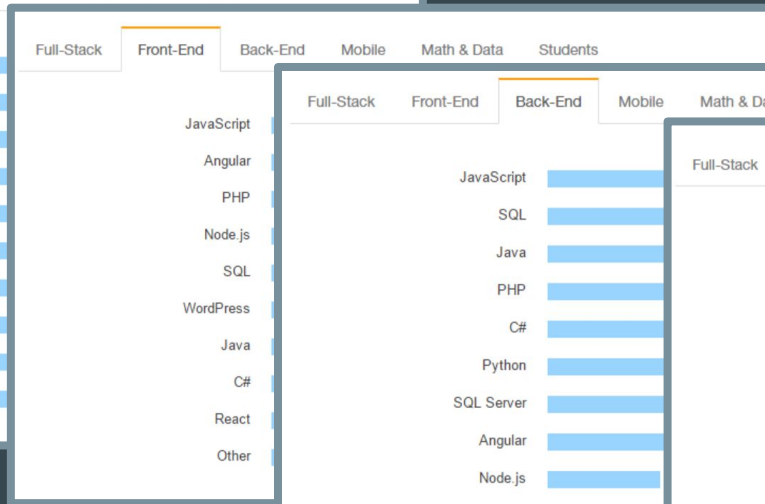 Full-Stack Front-End Back-End Mobile Math & Data Students
JavaScript
Angular
PHP
Node.js
SQL
WordPress
Java
C#
React
Other
Full-Stack Front-End Back-End Mobile Math & Da
JavaScript
SQL
Java
PHP
C#
Python
SQL Server
Angular
Node.js
Full-Stack